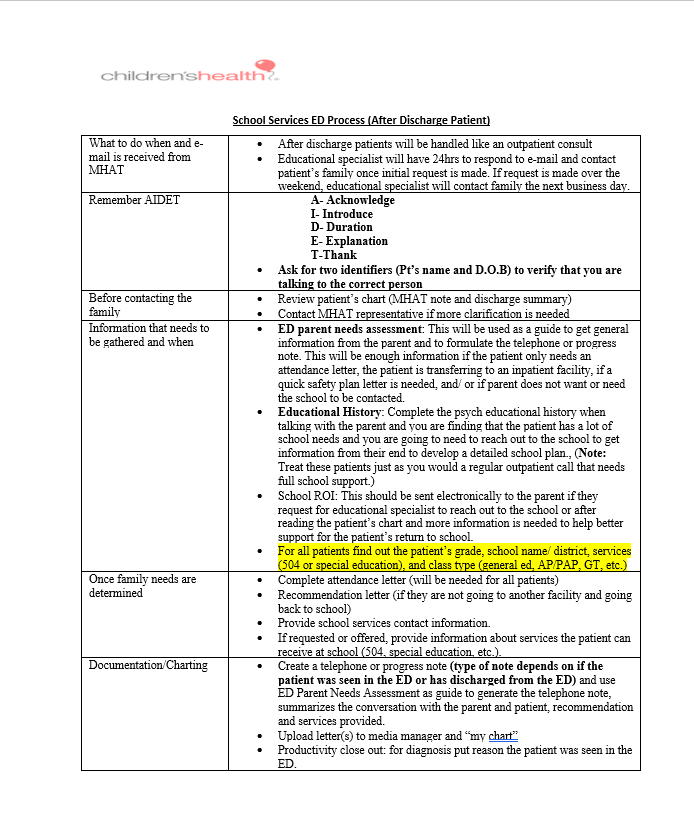 children'shealth
School Services ED Process (After Discharge Patient)
What to do when and e-
mail is received from
MHAT
• After discharge patients will be handled like an outpatient consult
• Educational specialist will have 24hrs to respond to e-mail and contact
patient's family once initial request is made. If request is made over the
weekend, educational specialist will contact family the next business day.
Remember AIDET
A- Acknowledge
I- Introduce
D- Duration
E- Explanation
T-Thank
• Ask for two identifiers (Pt's name and D.O.B) to verify that you are
talking to the correct person
Before contacting the
family
• Review patient's chart (MHAT note and discharge summary)
• Contact MHAT representative if more clarification is needed
Information that needs to
be gathered and when
• ED parent needs assessment: This will be used as a guide to get general
information from the parent and to formulate the telephone or progress
note. This will be enough information if the patient only needs an
attendance letter, the patient is transferring to an inpatient facility, if a
quick safety plan letter is needed, and/ or if parent does not want or need
the school to be contacted.
• Educational History: Complete the psych educational history when
talking with the parent and you are finding that the patient has a lot of
school needs and you are going to need to reach out to the school to get
information from their end to develop a detailed school plan., (Note:
Treat these patients just as you would a regular outpatient call that needs
full school support.)
• School ROI: This should be sent electronically to the parent if they
request for educational specialist to reach out to the school or after
reading the patient's chart and more information is needed to help better
support for the patient's return to school.
• For all patients find out the patient's grade, school name/ district, services
(504 or special education), and class type (general ed, AP/PAP, GT, etc.)
Once family needs are
determined
• Complete attendance letter (will be needed for all patients)
• Recommendation letter (if they are not going to another facility and going
back to school)
• Provide school services contact information.
• If requested or offered, provide information about services the patient can
receive at school (504, special education, etc.).
Documentation/Charting
• Create a telephone or progress note (type of note depends on if the
patient was seen in the ED or has discharged from the ED) and use
ED Parent Needs Assessment as guide to generate the telephone note,
summarizes the conversation with the parent and patient, recommendation
and services provided.
• Upload letter(s) to media manager and “my chart”
• Productivity close out: for diagnosis put reason the patient was seen in the
ED.